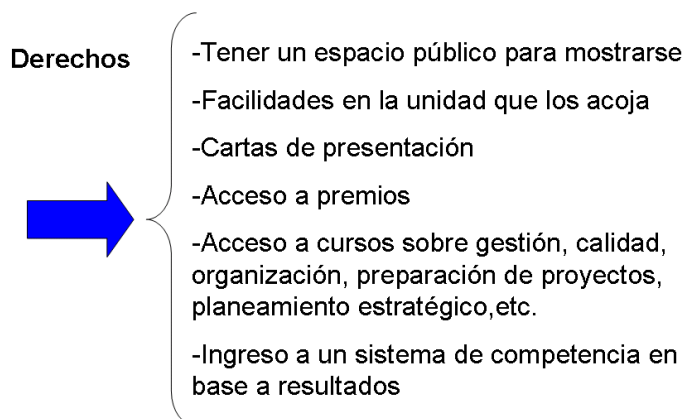 Derechos
-Tener un espacio público para mostrarse
-Facilidades en la unidad que los acoja
-Cartas de presentación
-Acceso a premios
-Acceso a cursos sobre gestión, calidad,
organización, preparación de proyectos,
planeamiento estratégico,etc.
-Ingreso a un sistema de competencia en
base a resultados